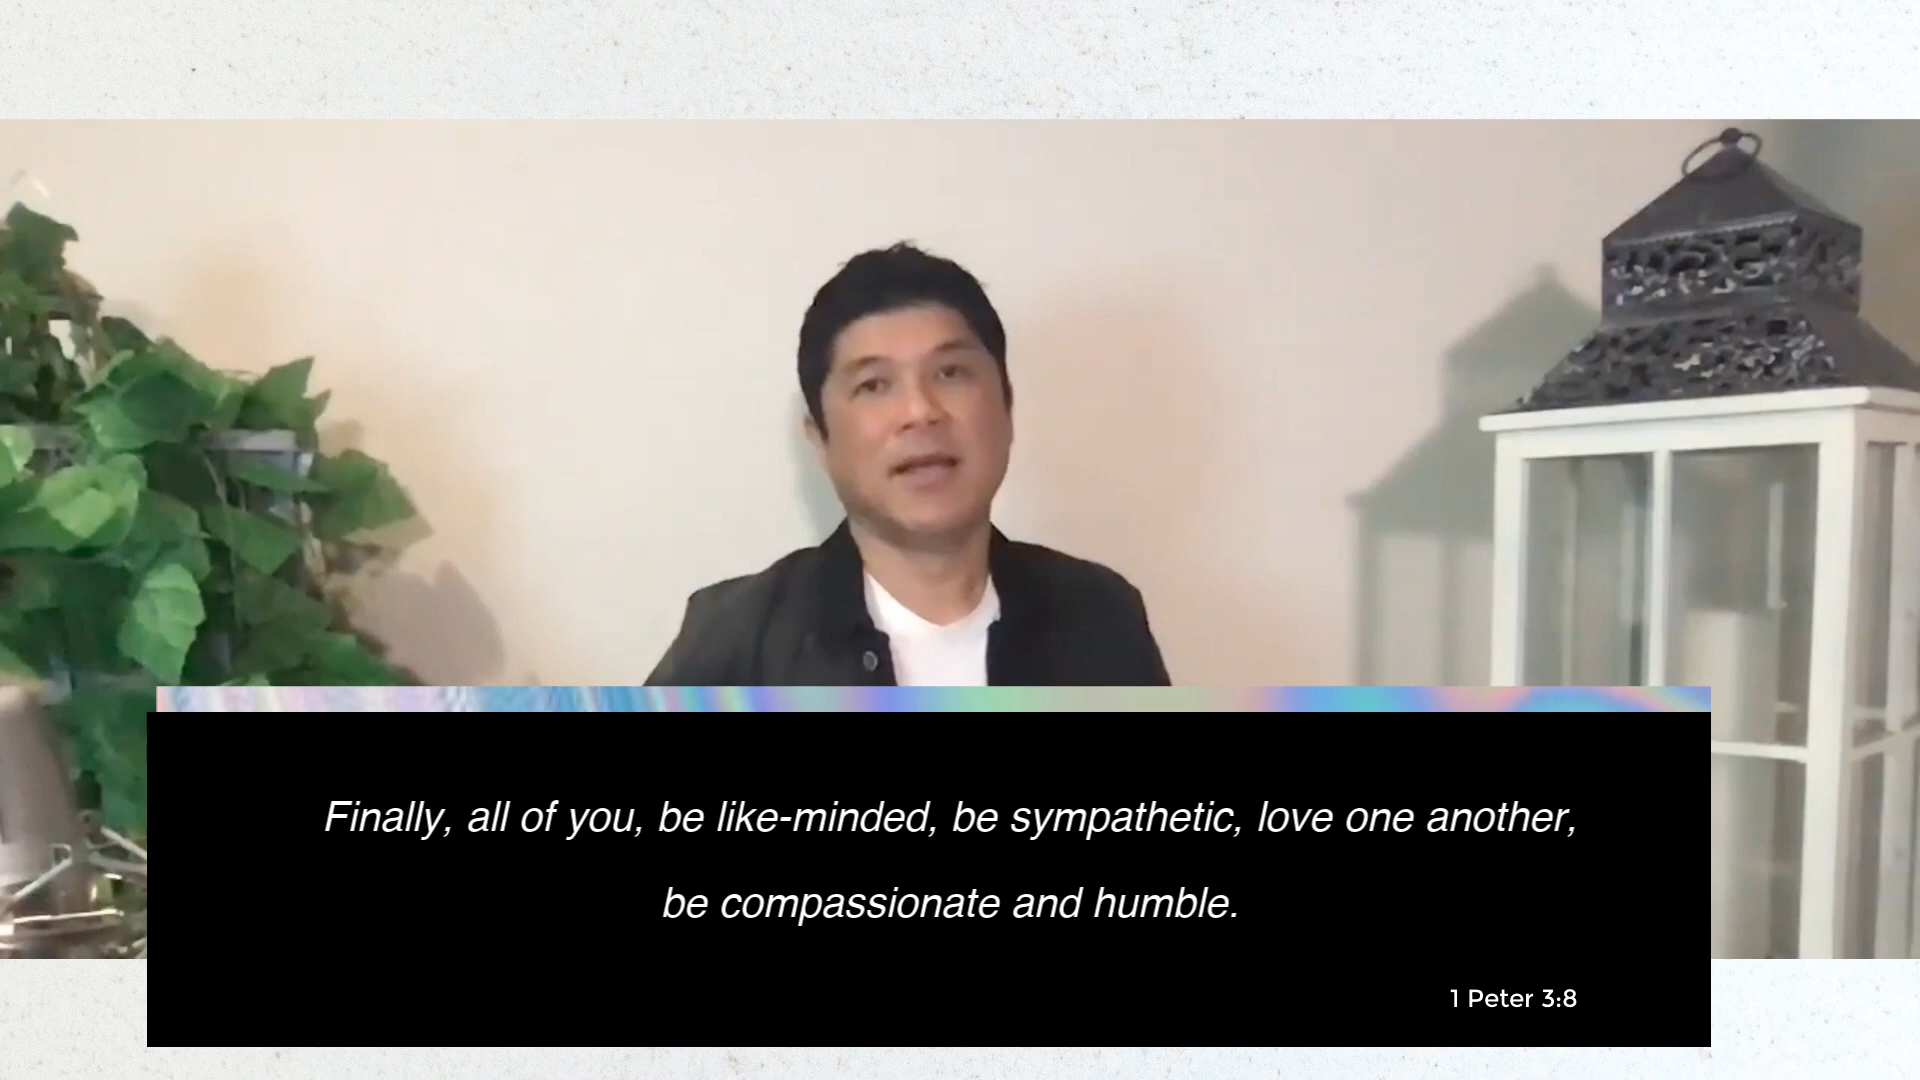 Finally, all of you, be like-minded, be sympathetic, love one another,
be compassionate and humble.
1 Peter 3:8